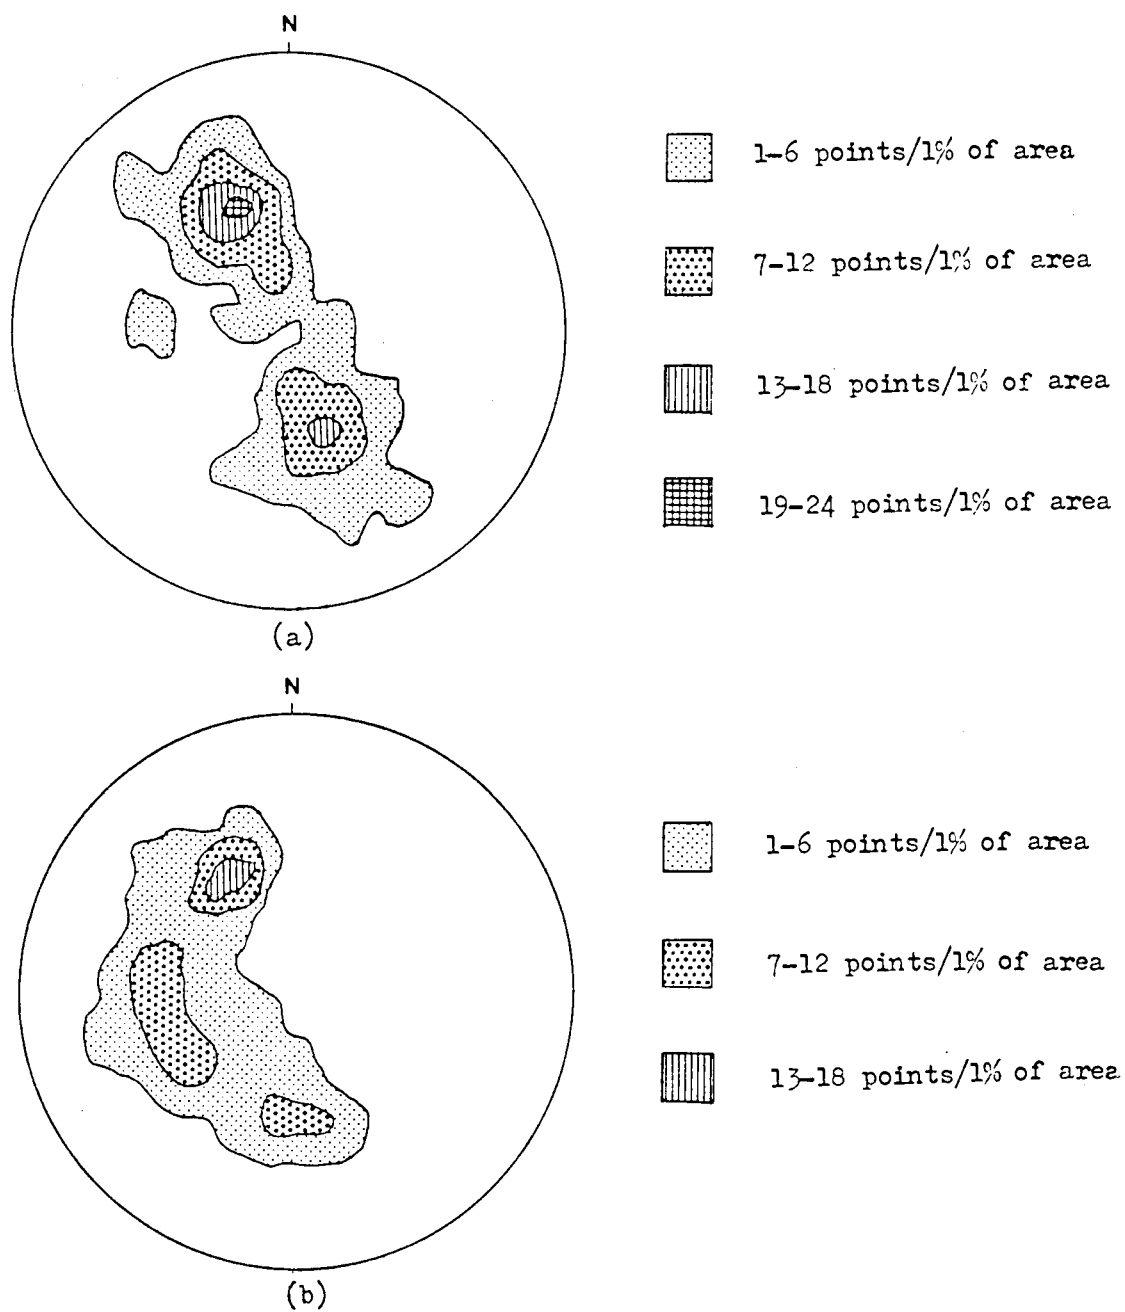 N
1-6 points/1% of area
7-12 points/1% of area
13-18 points/1% of area
19-24 points/1% of area
(a)
N
1-6 points/1% of area
7-12 points/1% of area
13-18 points/1% of area
(b)